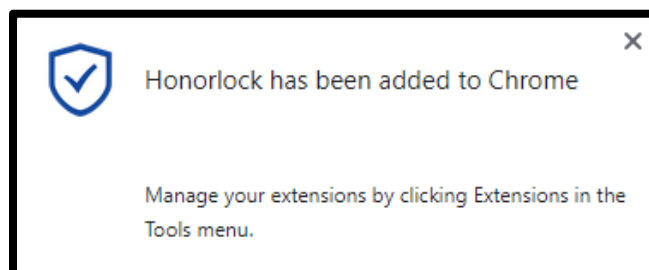 Honorlock has been added to Chrome
Manage your extensions by clicking Extensions in the
Tools menu.